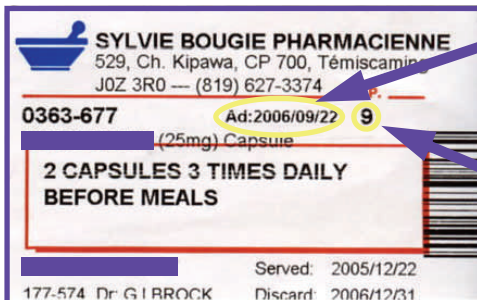 SYLVIE BOUGIE PHARMACIENNE
529, Ch. Kipawa, CP 700, Témiscaming
J0Z 3R0 --- (819) 627-3374
0363-677 Ad:2006/09/22 9
(25mg) Capsule
2 CAPSULES 3 TIMES DAILY
BEFORE MEALS
Served: 2005/12/22
177-574 Dr: G I BROCK Discard: 2006/12/31